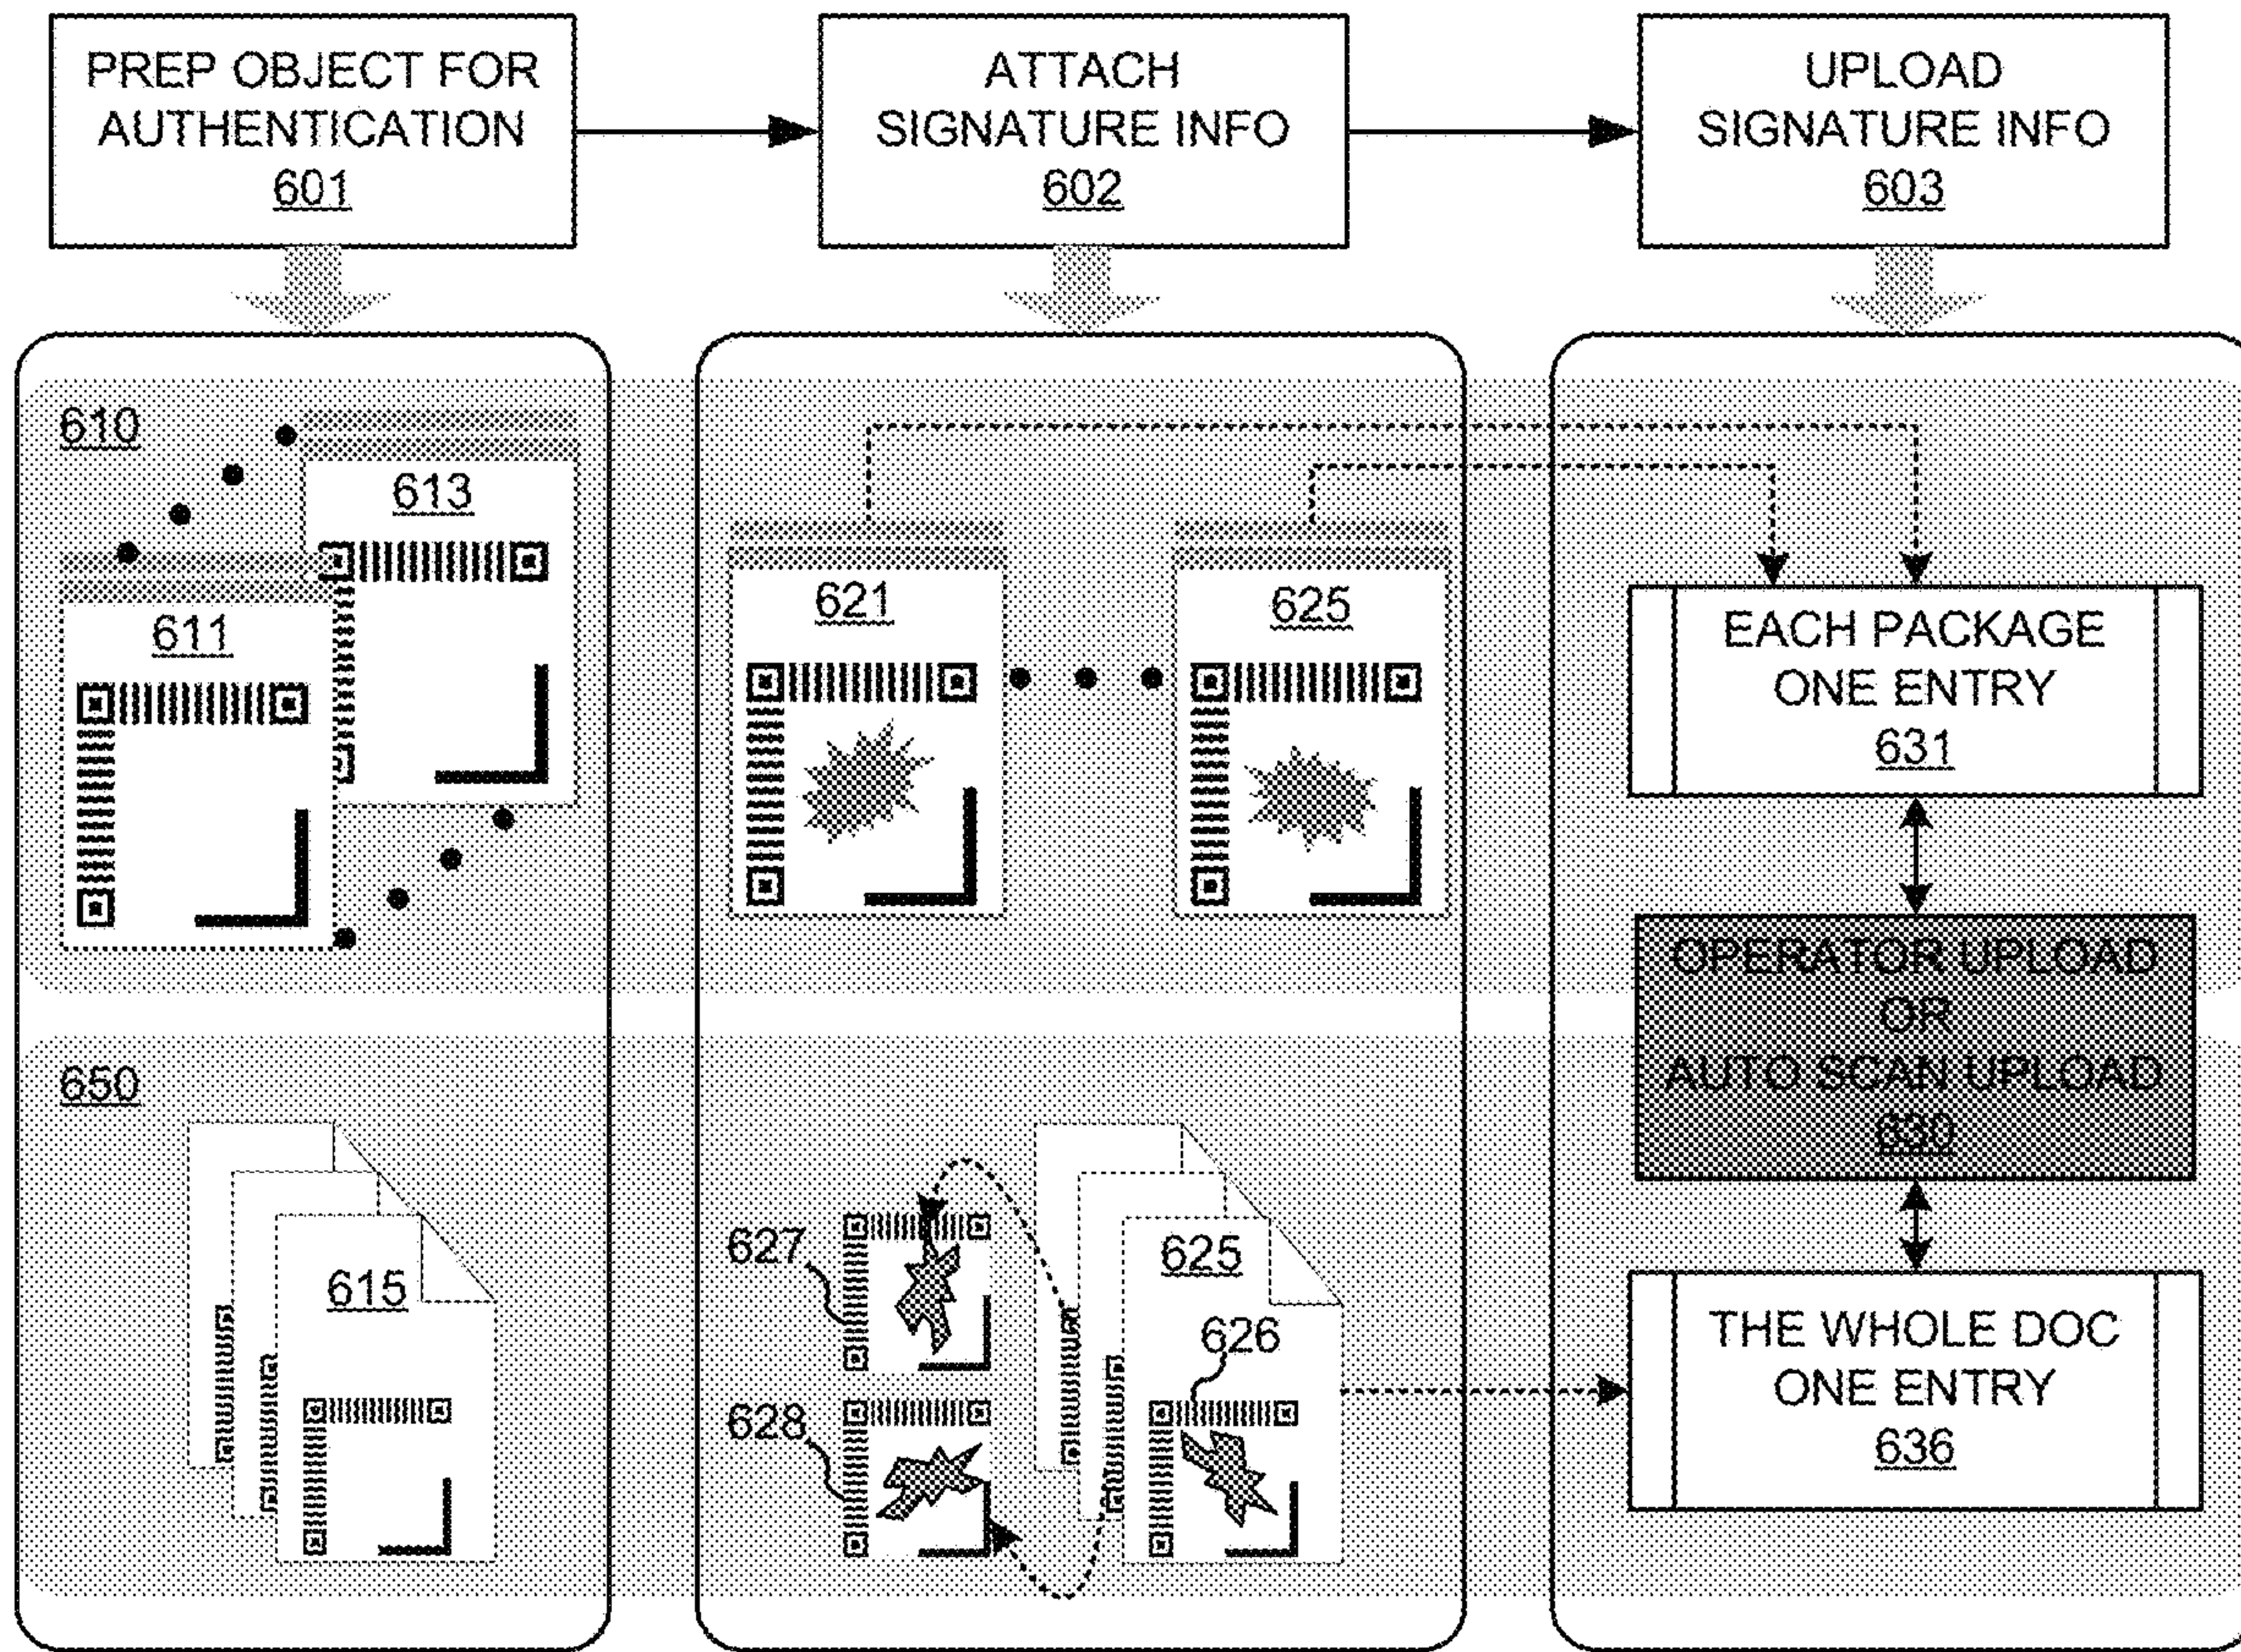 PREP OBJECT FOR
AUTHENTICATION
601
ATTACH
SIGNATURE INFO
602
UPLOAD
SIGNATURE INFO
603
610
613
611
621
625
EACH PACKAGE
ONE ENTRY
631
OPERATOR UPLOAD
OR
AUTO SCAN UPLOAD
630
650
615
627
628
625
626
THE WHOLE DOC
ONE ENTRY
636